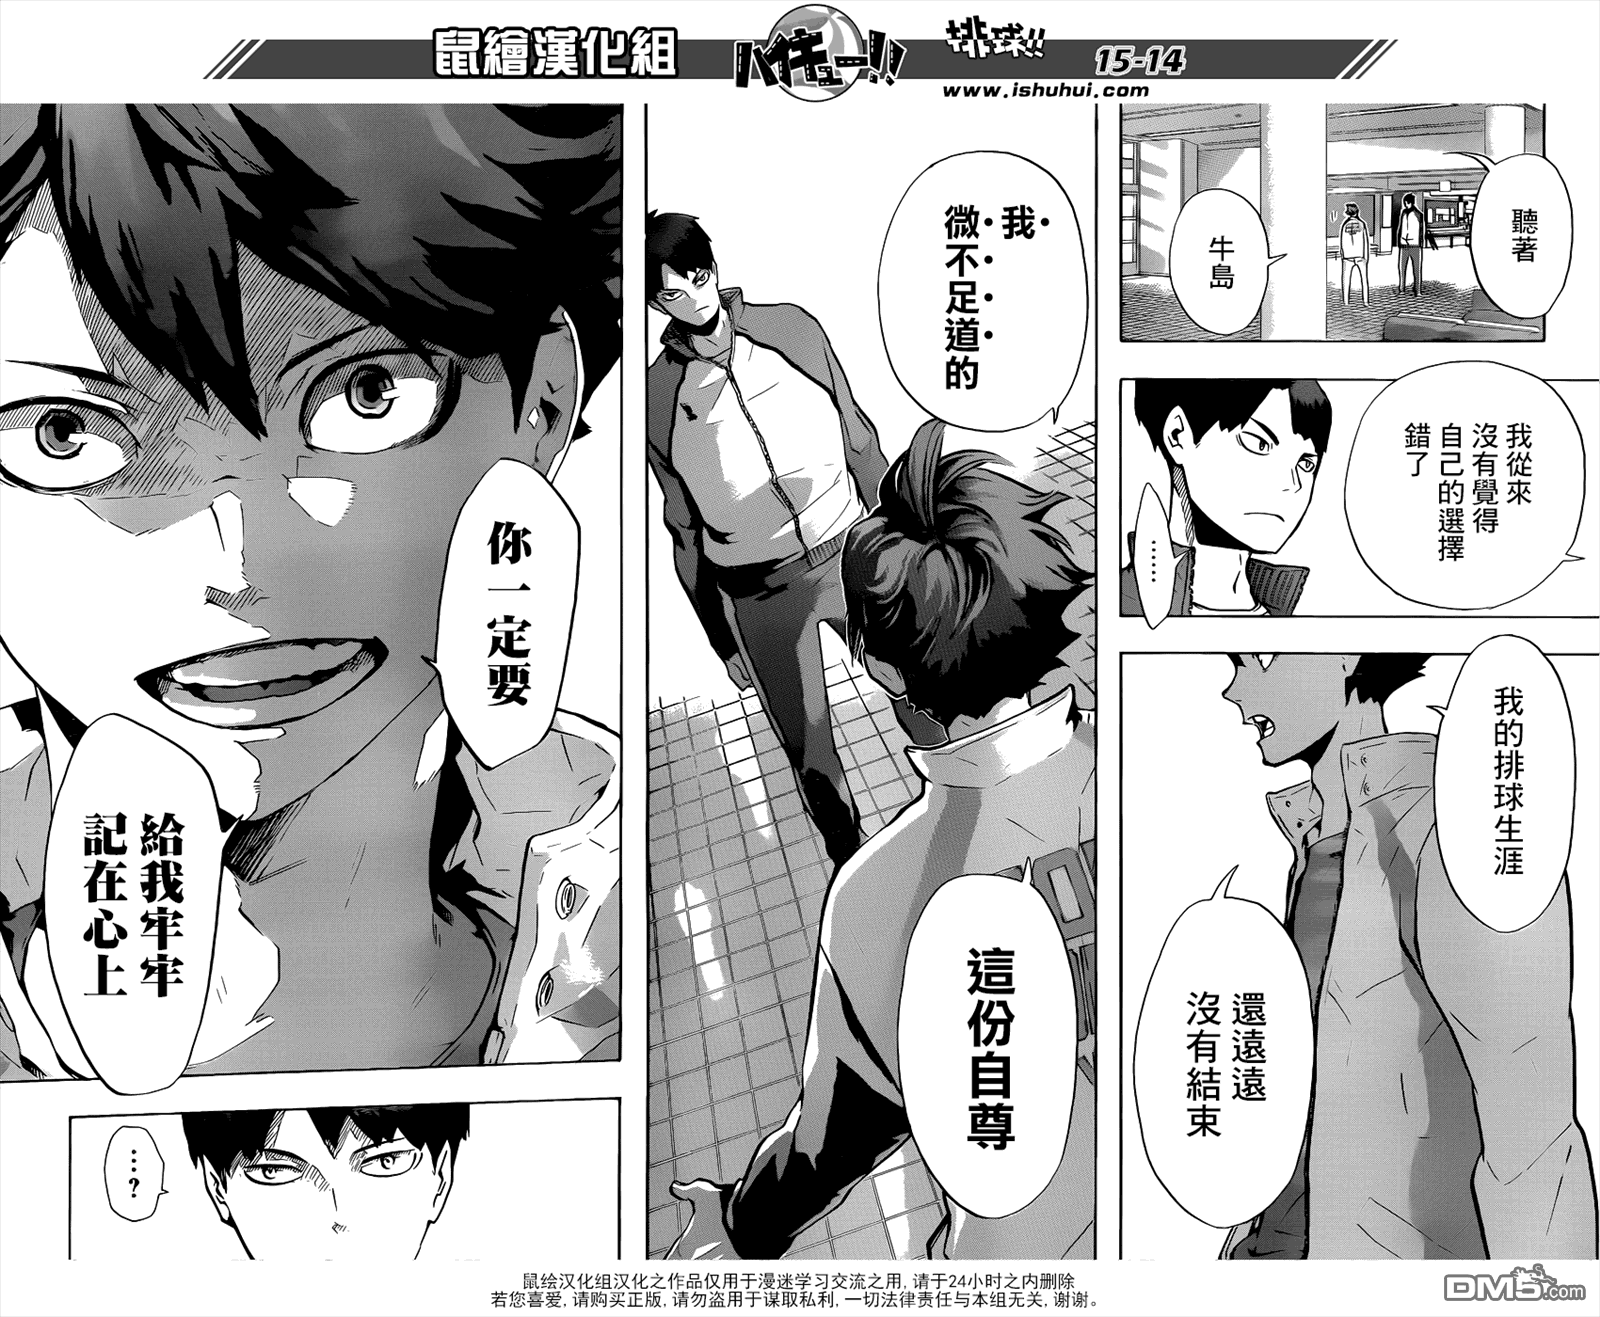 鼠繪漢化組
ハイキュー!!
排球!!
15-14
www.ishuhui.com
聽著
牛島
我從來
沒有覺得
自己的選擇
錯了
……
我的排球生涯
還遠遠
沒有結束
我
微不足道的
這份自尊
你一定要
給我牢牢
記在心上
…?
鼠绘汉化组汉化之作品仅用于漫迷学习交流之用,请于24小时之内删除
若您喜爱,请购买正版,请勿盗用于谋取私利,一切法律责任与本组无关,谢谢。
DM5.com